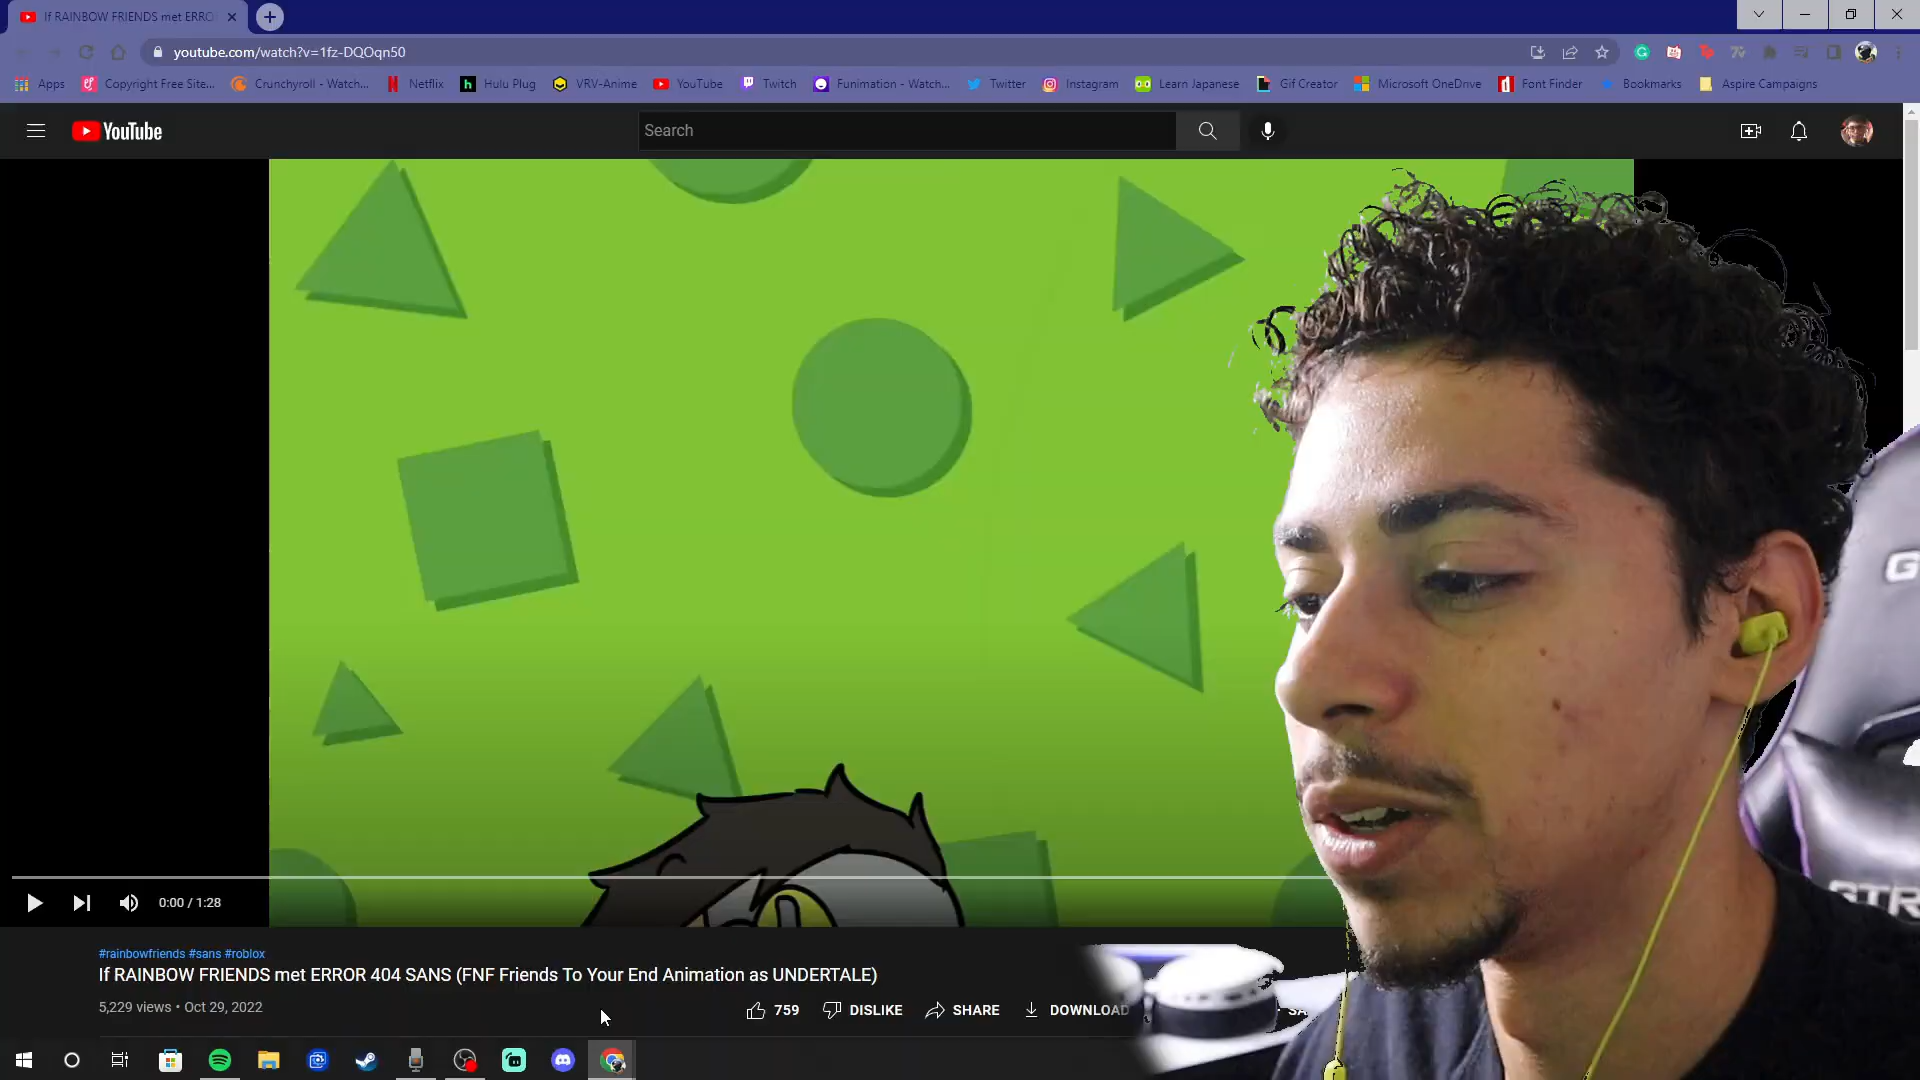 If RAINBOW FRIENDS met ERRO
youtube.com/watch?v=1fz-DQOqn50
Apps
Copyright Free Site...
Crunchyroll - Watch...
Netflix
Hulu Plug
VRV-Anime
YouTube
Twitch
Funimation - Watch...
Twitter
Instagram
Learn Japanese
Gif Creator
Microsoft OneDrive
Font Finder
Bookmarks
Aspire Campaigns
YouTube
Search
0:00 / 1:28
#rainbowfriends #sans #roblox
If RAINBOW FRIENDS met ERROR 404 SANS (FNF Friends To Your End Animation as UNDERTALE)
5,229 views • Oct 29, 2022
759
DISLIKE
SHARE
DOWNLOAD
SA
G
GTR